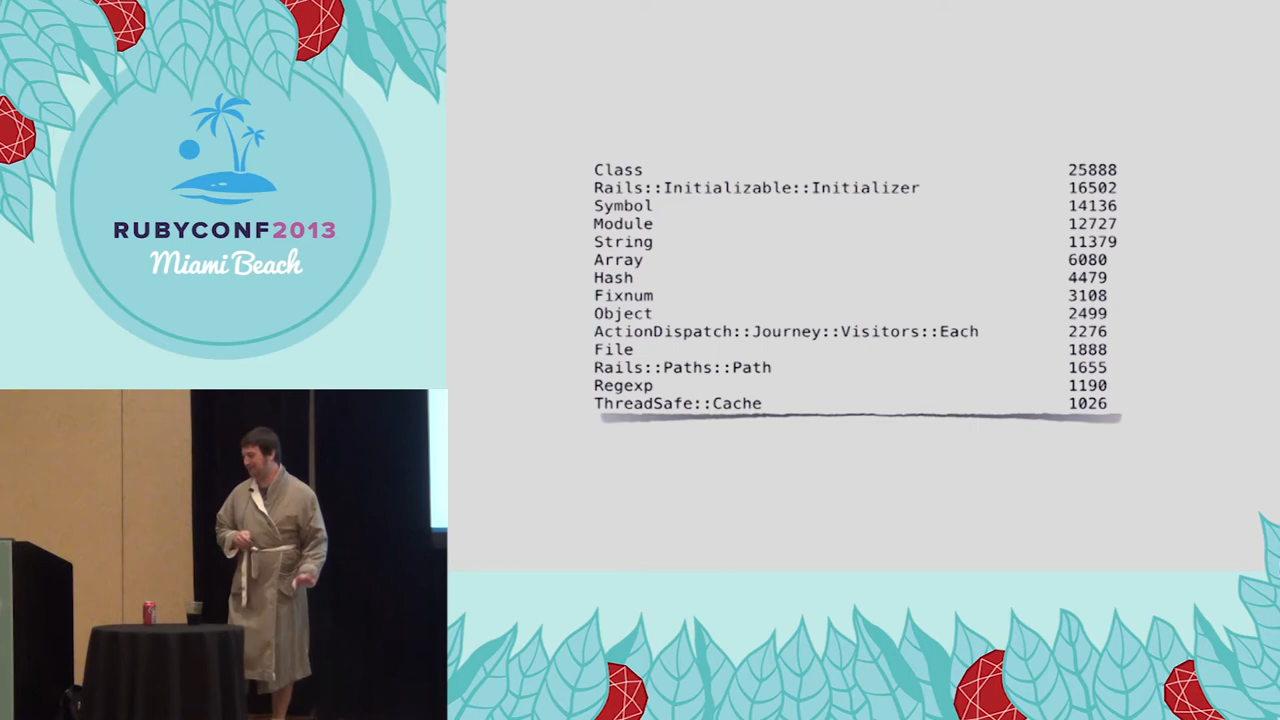 RUBYCONF2013
Miami Beach
Class 25888
Rails::Initializable::Initializer 16502
Symbol 14136
Module 12727
String 11379
Array 6080
Hash 4479
Fixnum 3108
Object 2499
ActionDispatch::Journey::Visitors::Each 2276
File 1888
Rails::Paths::Path 1655
Regexp 1190
ThreadSafe::Cache 1026